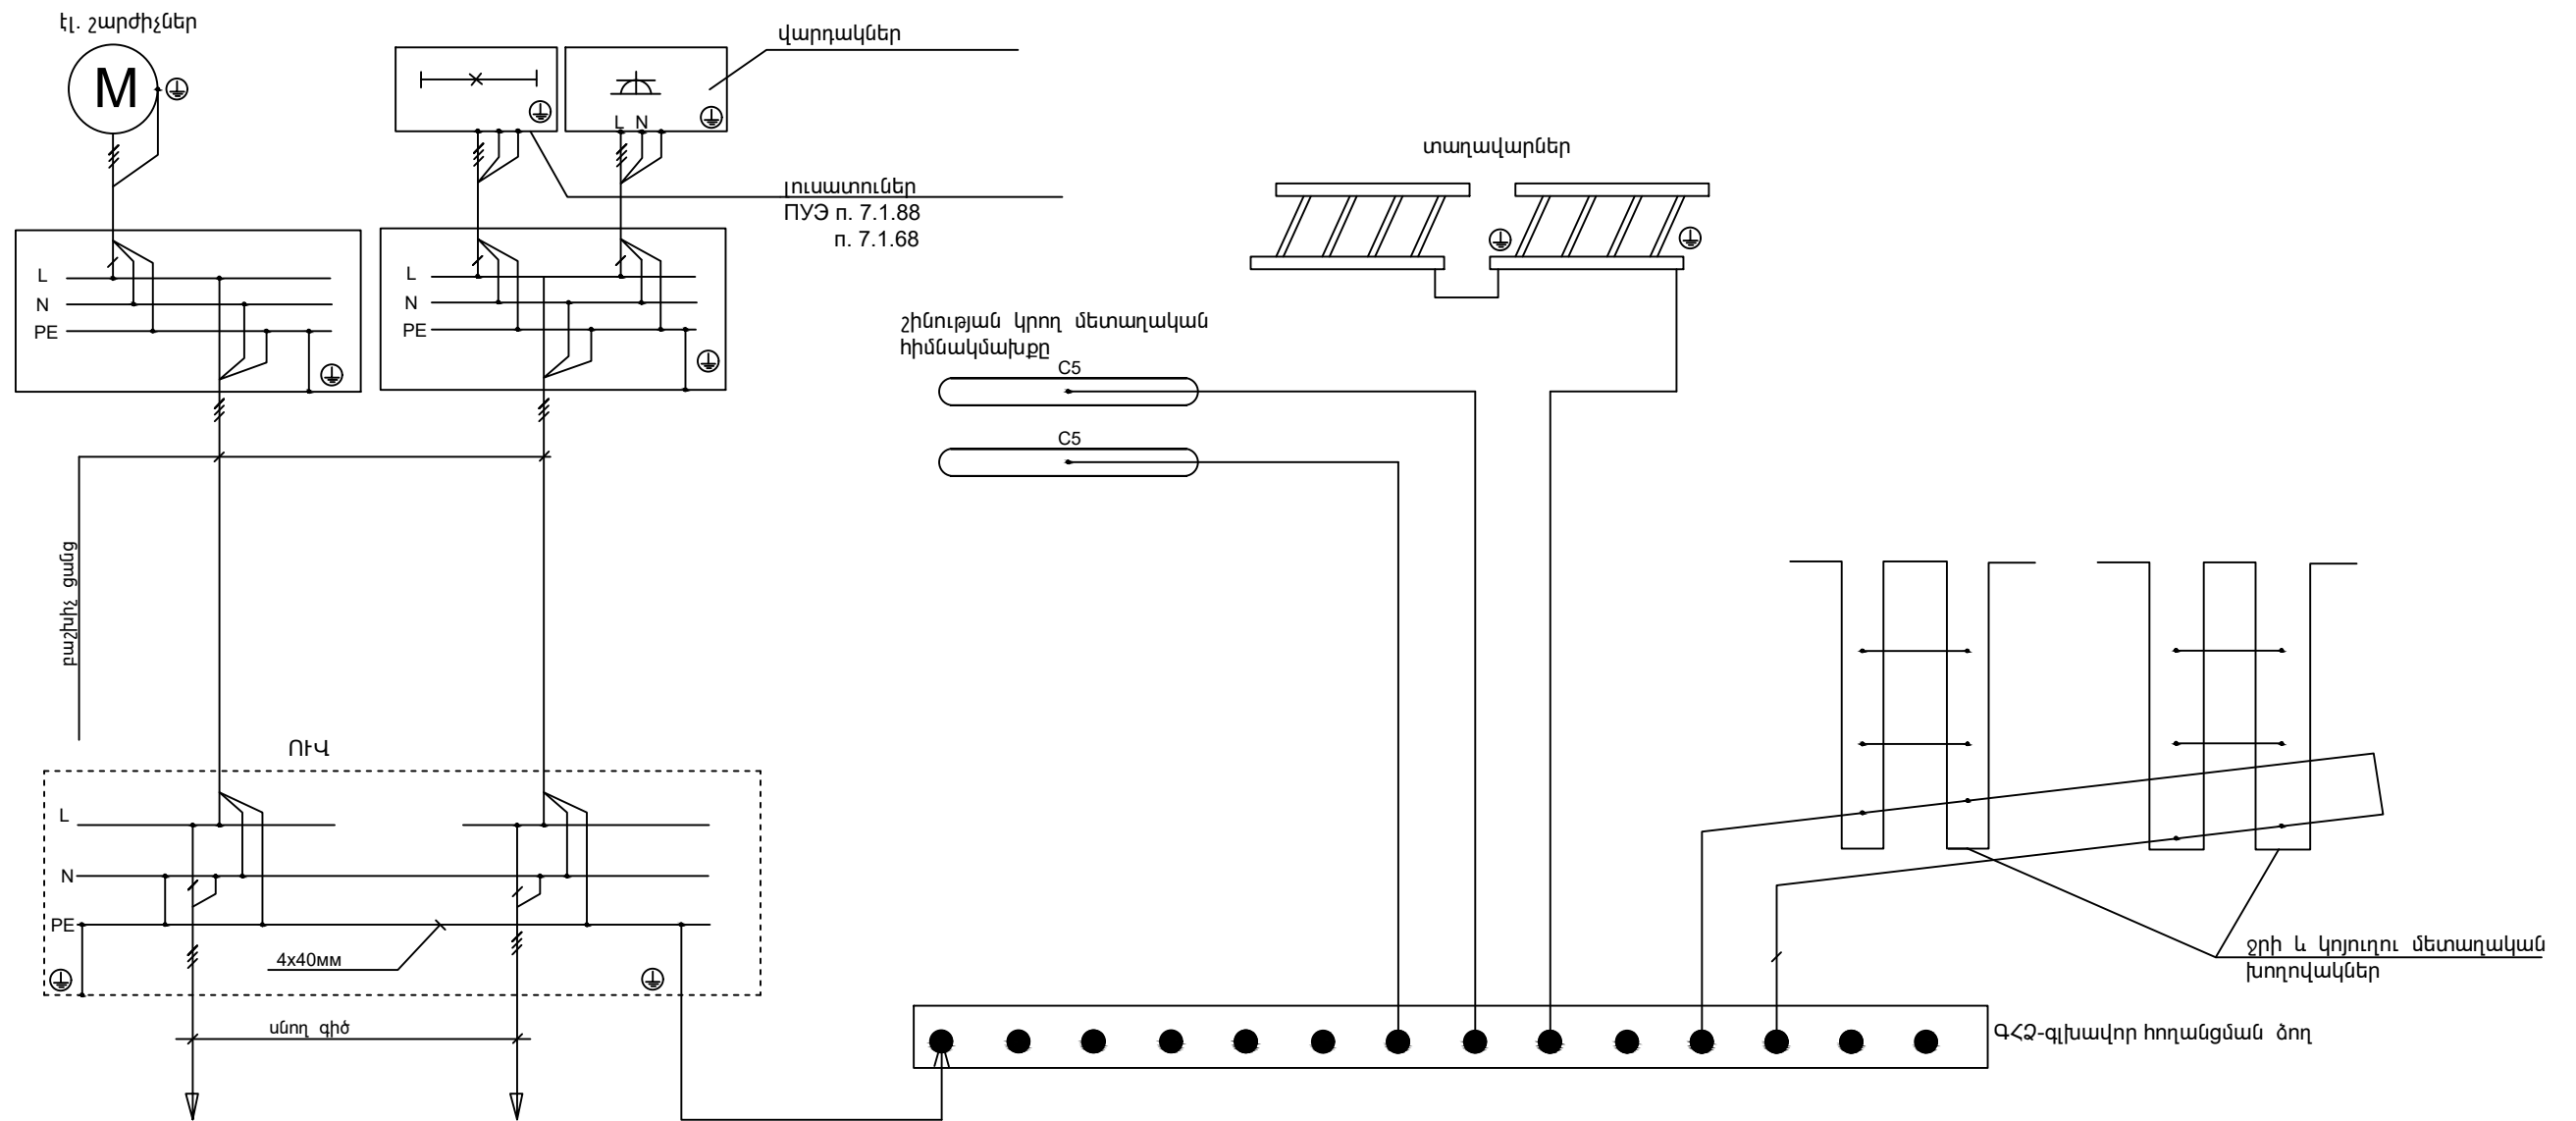 էլ. շարժիչներ
M
վարդակներ
L N
լուսատուներ
ПУЭ п. 7.1.88
п. 7.1.68
տաղավարներ
L
N
PE
L
N
PE
շինության կրող մետաղական
հիմնակմախքը
C5
C5
բաշխիչ ցանց
ՈՒՎ
L
N
PE
4x40мм
սնող գիծ
ջրի և կոյուղու մետաղական
խողովակներ
ԳՀՁ-գլխավոր հողանցման ձող